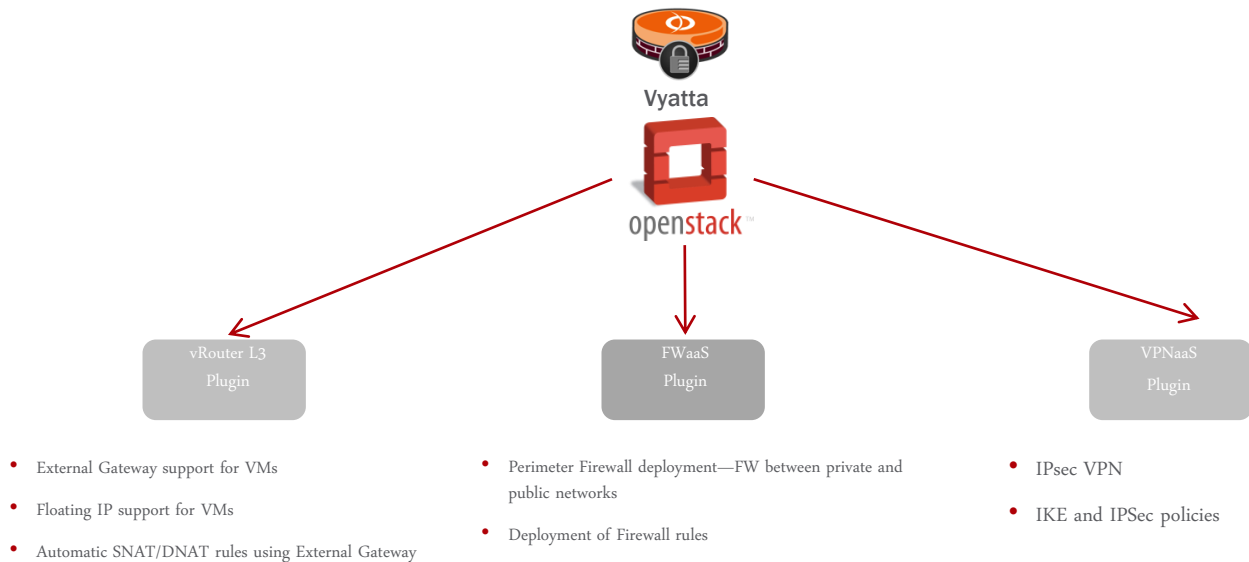 Vyatta
openstack™
vRouter L3
Plugin
FWaaS
Plugin
VPNaaS
Plugin
• External Gateway support for VMs
• Floating IP support for VMs
• Automatic SNAT/DNAT rules using External Gateway
• Perimeter Firewall deployment—FW between private and
public networks
• Deployment of Firewall rules
• IPsec VPN
• IKE and IPSec policies